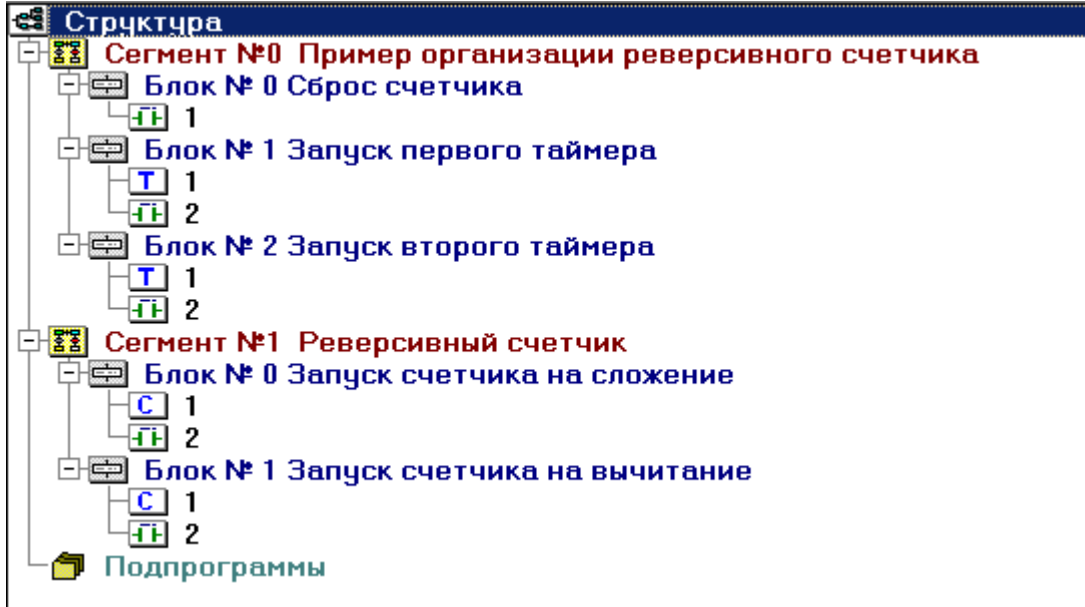 Структура
Сегмент №0 Пример организации реверсивного счетчика
Блок № 0 Сброс счетчика
1
Блок № 1 Запуск первого таймера
T 1
2
Блок № 2 Запуск второго таймера
T 1
2
Сегмент №1 Реверсивный счетчик
Блок № 0 Запуск счетчика на сложение
C 1
2
Блок № 1 Запуск счетчика на вычитание
C 1
2
Подпрограммы